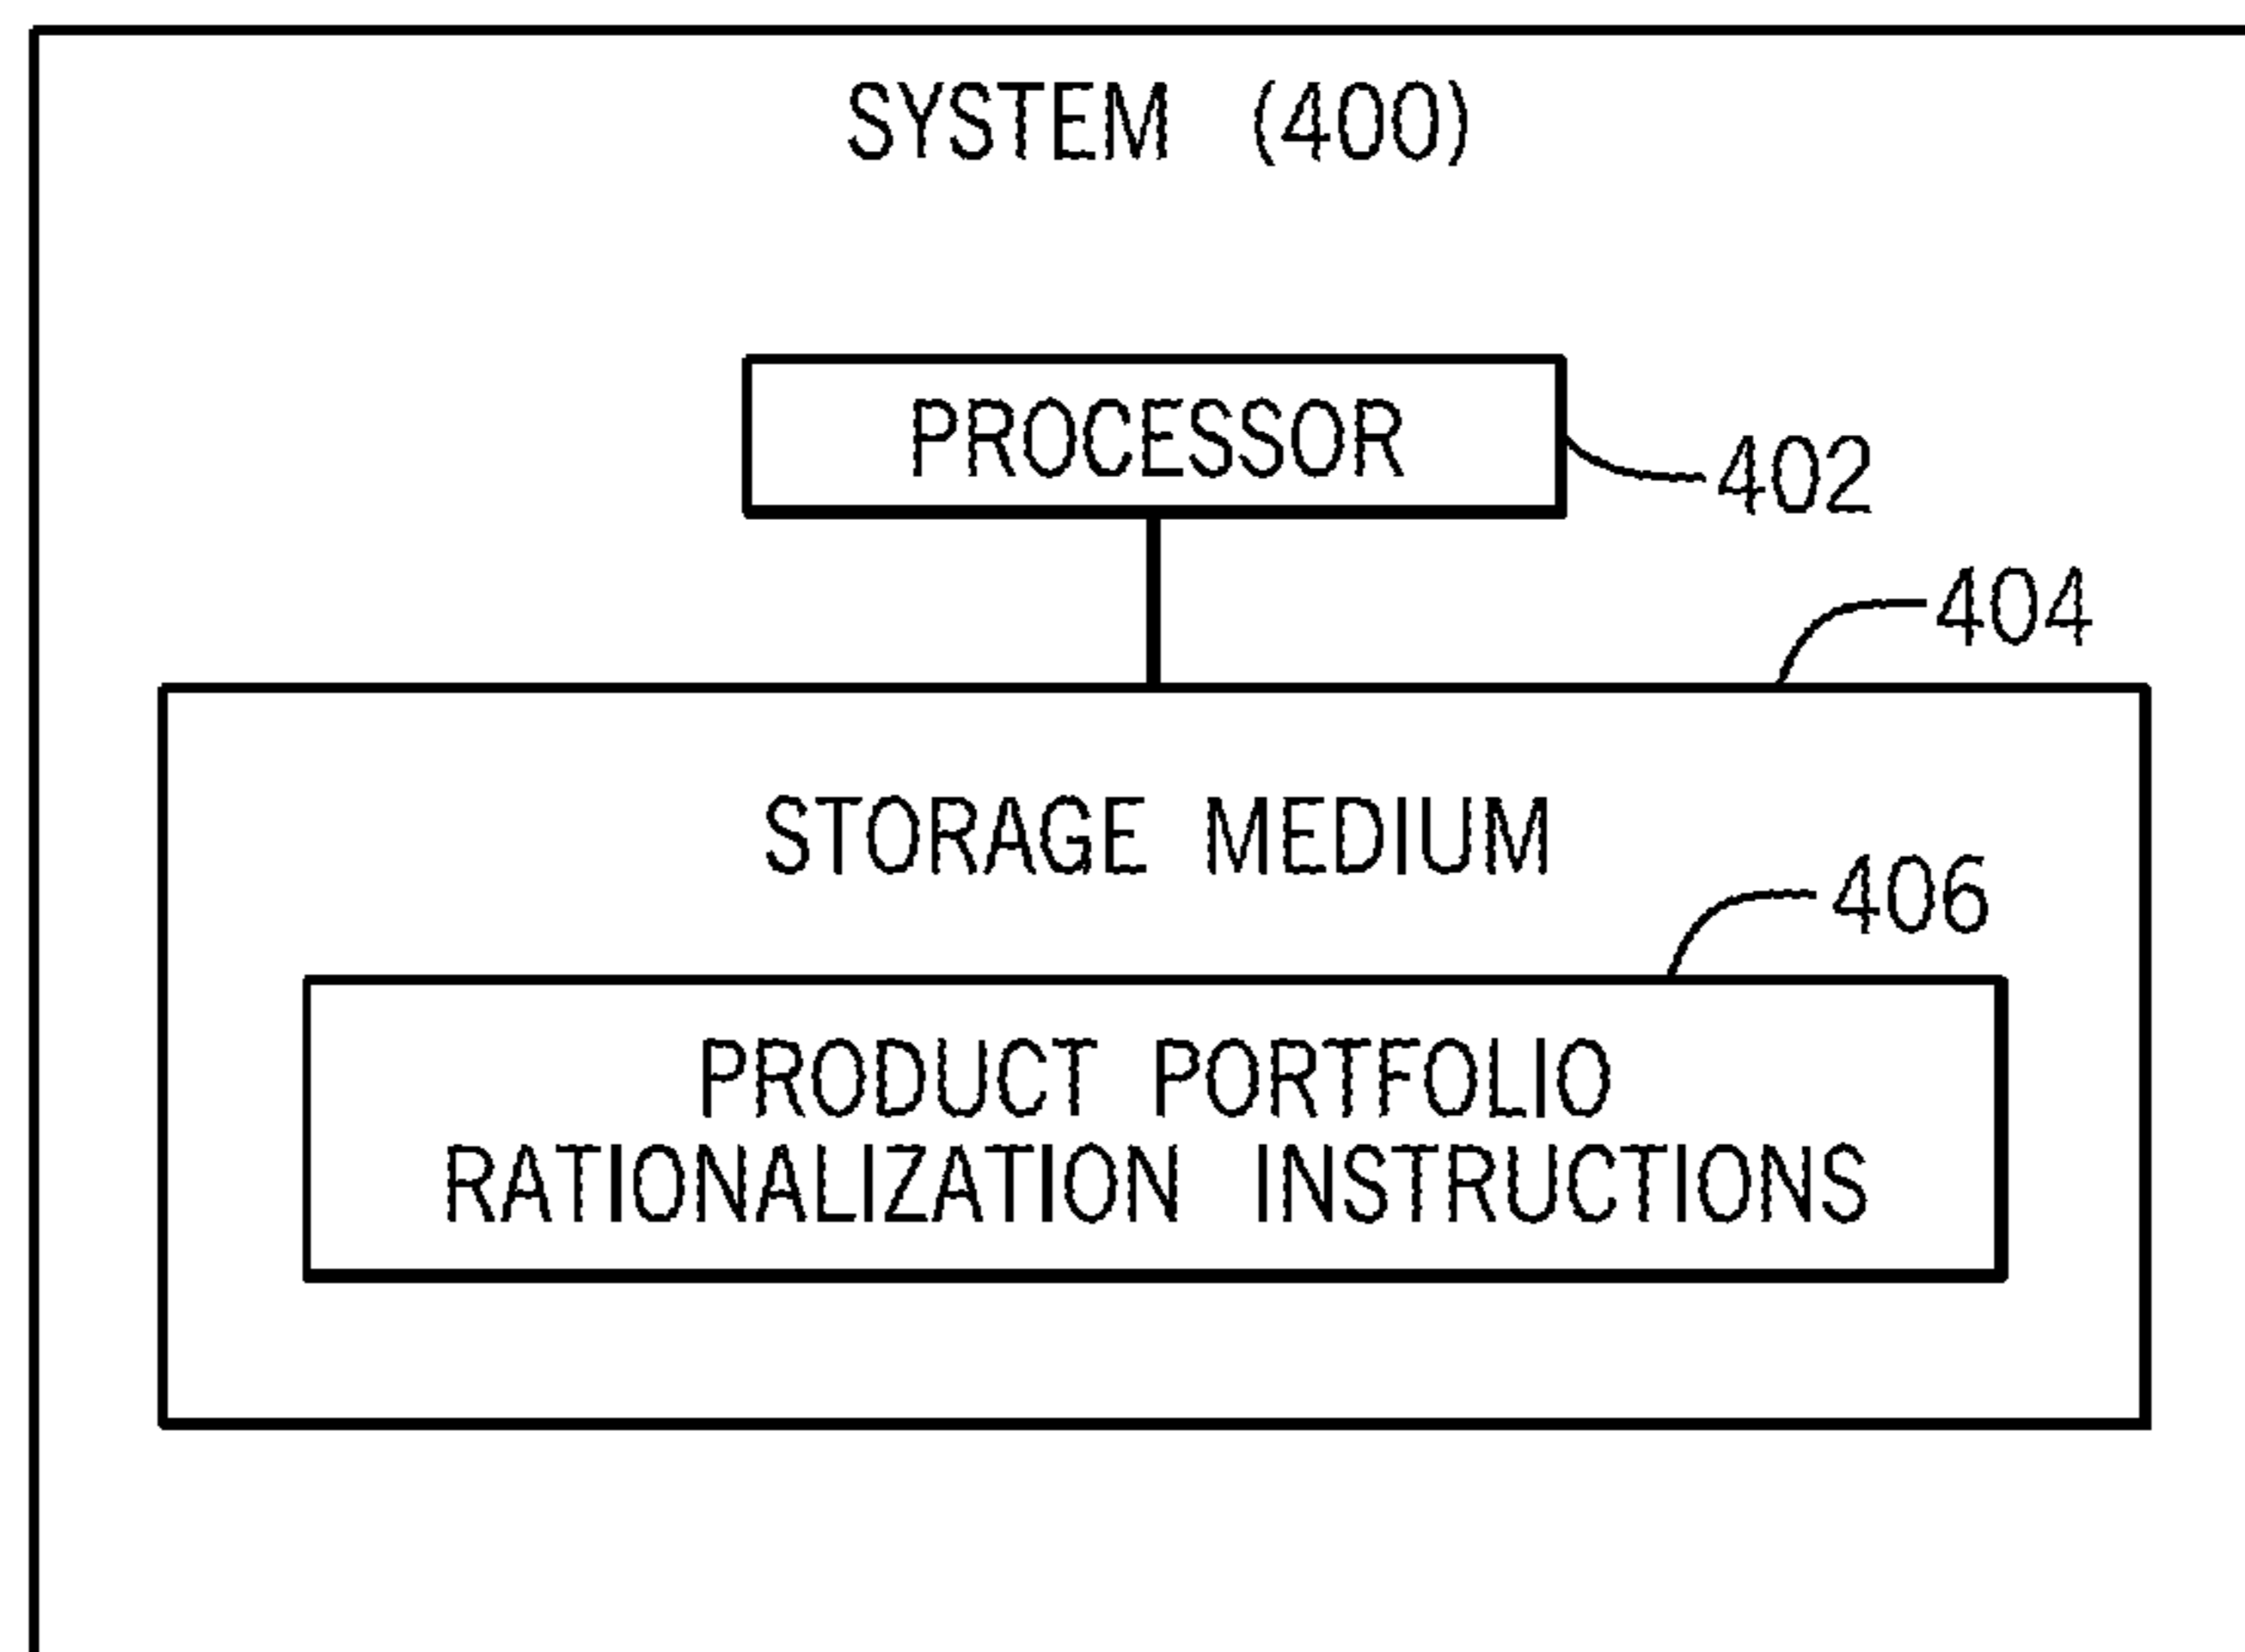 SYSTEM (400)
PROCESSOR
402
404
STORAGE MEDIUM
406
PRODUCT PORTFOLIO
RATIONALIZATION INSTRUCTIONS